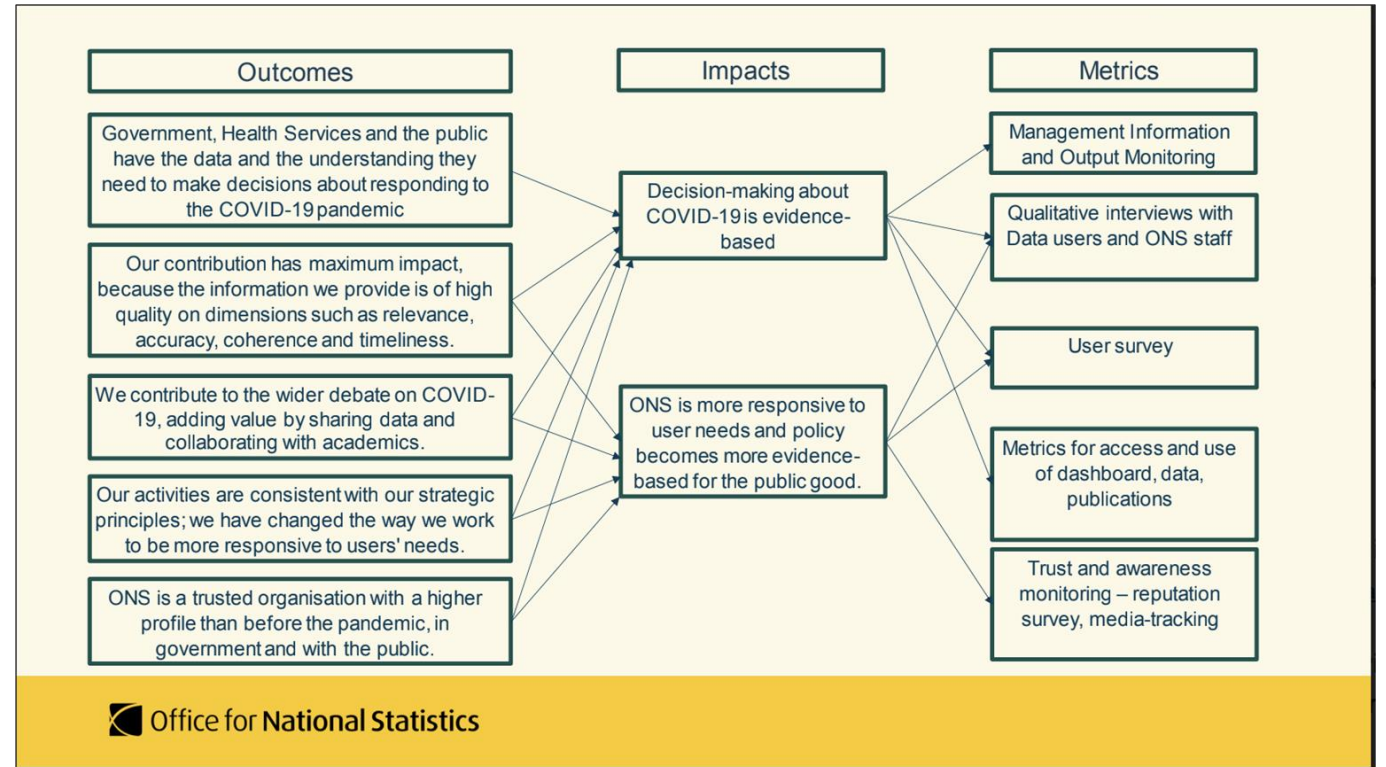 Outcomes
Government, Health Services and the public
have the data and the understanding they
need to make decisions about responding to
the COVID-19 pandemic
Our contribution has maximum impact,
because the information we provide is of high
quality on dimensions such as relevance,
accuracy, coherence and timeliness.
We contribute to the wider debate on COVID-
19, adding value by sharing data and
collaborating with academics.
Our activities are consistent with our strategic
principles; we have changed the way we work
to be more responsive to users' needs.
ONS is a trusted organisation with a higher
profile than before the pandemic, in
government and with the public.
Impacts
Decision-making about
COVID-19 is evidence-
based
ONS is more responsive to
user needs and policy
becomes more evidence-
based for the public good.
Metrics
Management Information
and Output Monitoring
Qualitative interviews with
Data users and ONS staff
User survey
Metrics for access and use
of dashboard, data,
publications
Trust and awareness
monitoring – reputation
survey, media-tracking
Office for National Statistics